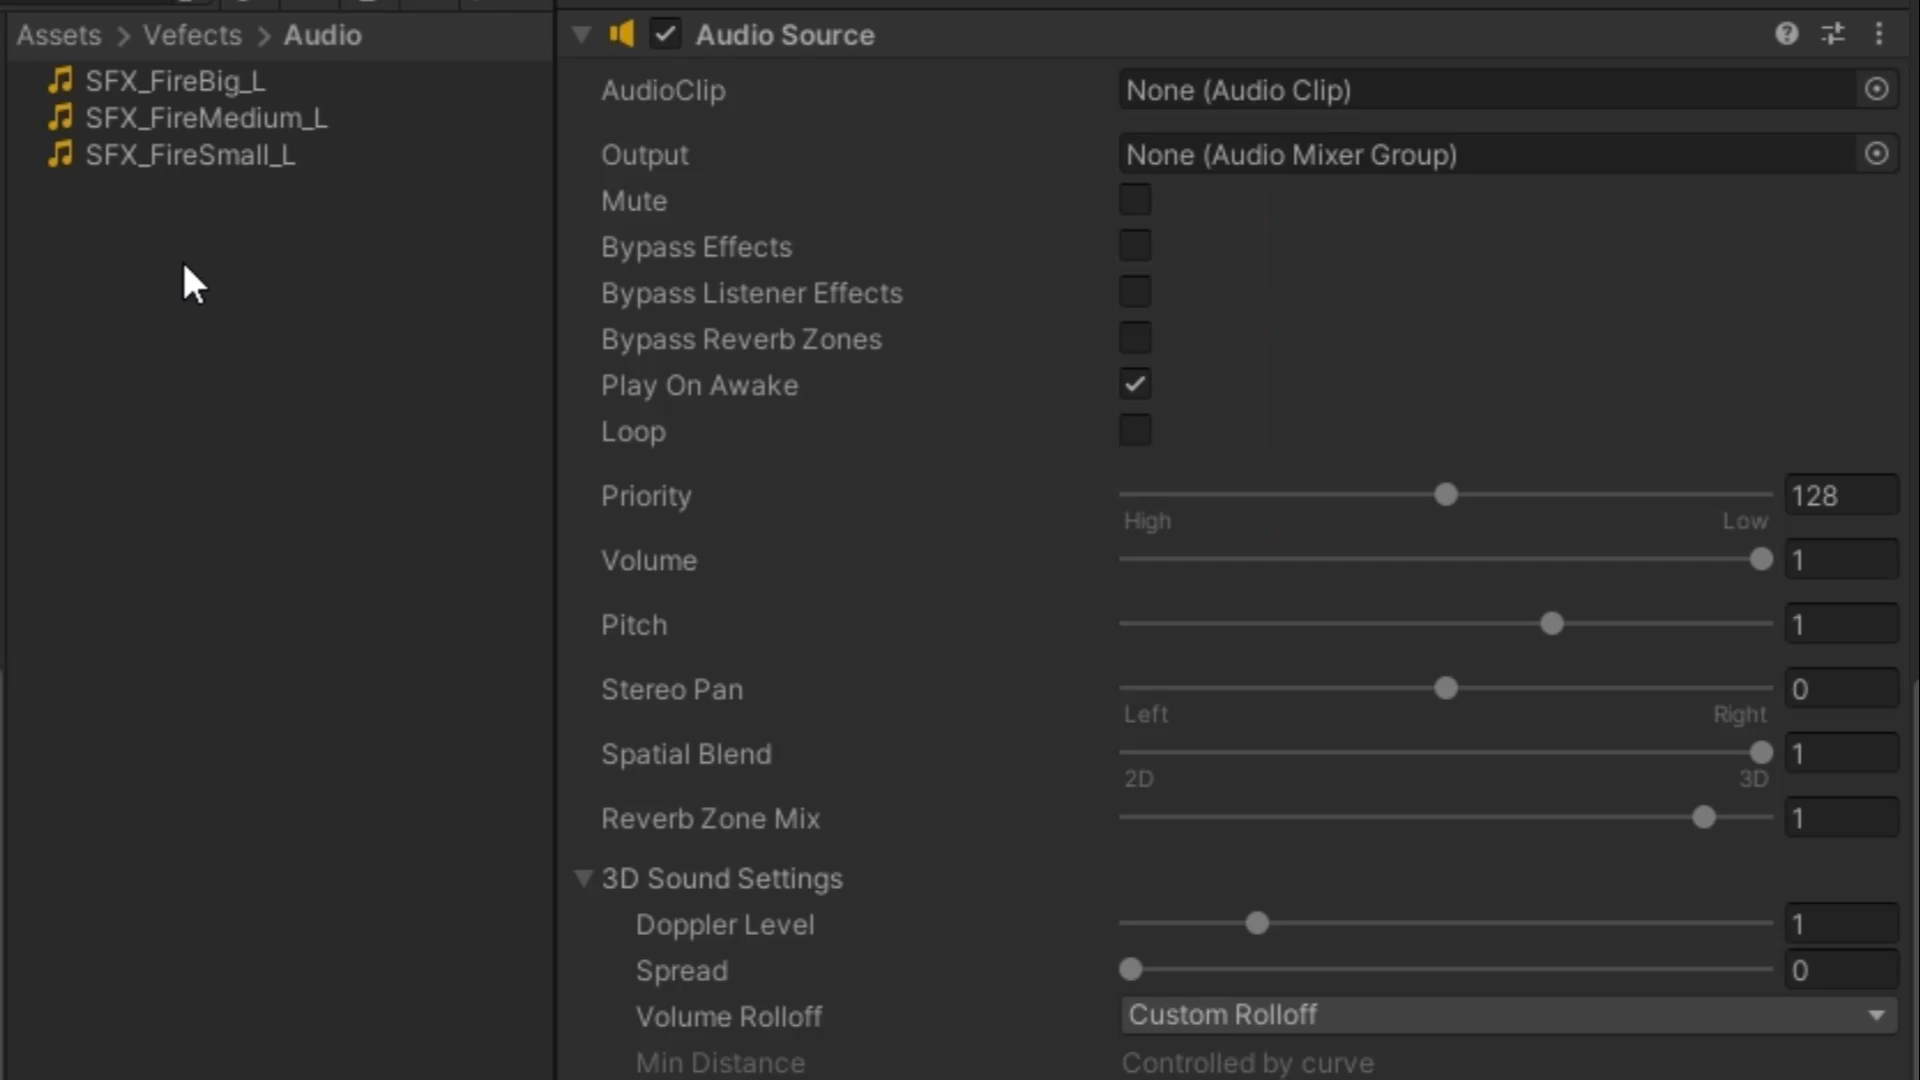 Assets > Vefects > Audio
SFX_FireBig_L
SFX_FireMedium_L
SFX_FireSmall_L
Audio Source
AudioClip None (Audio Clip)
Output None (Audio Mixer Group)
Mute
Bypass Effects
Bypass Listener Effects
Bypass Reverb Zones
Play On Awake
Loop
Priority 128
High Low
Volume 1
Pitch 1
Stereo Pan 0
Left Right
Spatial Blend 1
2D 3D
Reverb Zone Mix 1
3D Sound Settings
Doppler Level 1
Spread 0
Volume Rolloff Custom Rolloff
Min Distance Controlled by curve